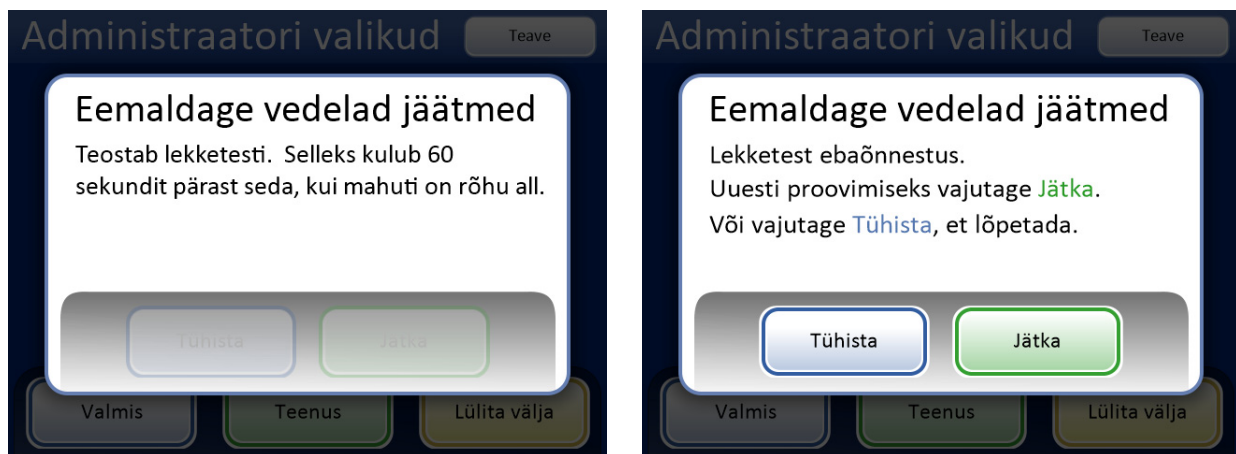 Administraatori valikud
Teave
Eemaldage vedelad jäätmed
Teostab lekketesti. Selleks kulub 60
sekundit pärast seda, kui mahuti on rõhu all.
Tühista
Jätka
Valmis
Teenus
Lülita välja
Administraatori valikud
Teave
Eemaldage vedelad jäätmed
Lekketest ebaõnnestus.
Uuesti proovimiseks vajutage Jätka.
Või vajutage Tühista, et lõpetada.
Tühista
Jätka
Valmis
Teenus
Lülita välja